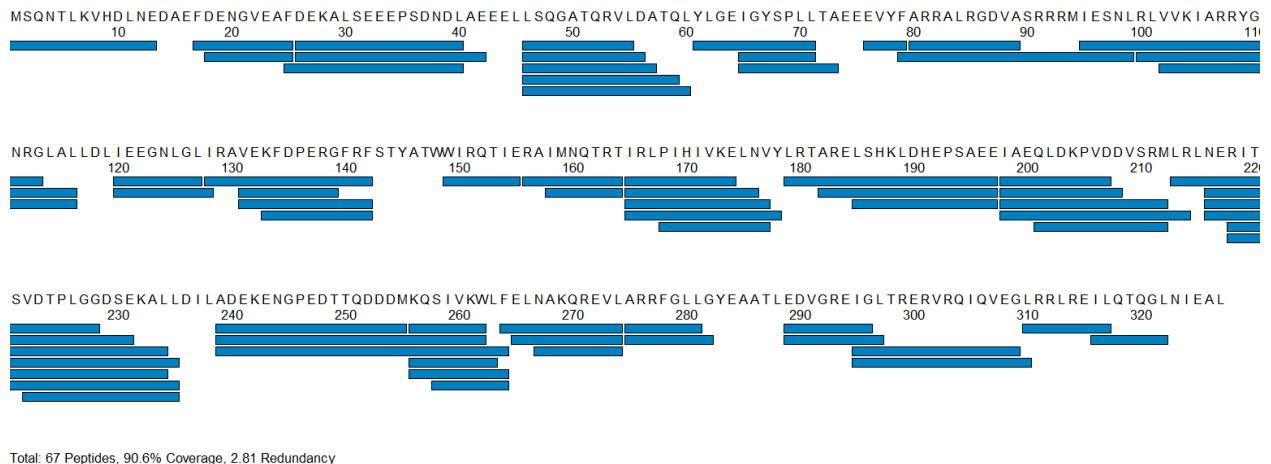 MSQNTLKVHDLNEDAEFDENGVEAFDEKALSEEEPSDNDLAEEELLSQGATQRVLDATQLYLGEIGYSPLLTAEEEVYFARRALRGDVASRRRMIESNLRLVVKIARRYG
10 20 30 40 50 60 70 80 90 100 11
NRGLALLDLIEEGNLGLIRAVEKFDPERGFRFSTYATWWIRQTIERAIMNQTRTIRLPIHIVKELNVYLRTARELSHKLDHEPSAEEIAEQLDKPVDDVSRMLRLNERIT
120 130 140 150 160 170 180 190 200 210 22
SVDTPLGGDSEKALLDILADEKENGPEDTTQDDDMKQSIVKWLFELNAKQREVLARRFGLLGYEAATLEDVGREIGLTRERVRQIQVEGLRRLREILQTQGLNIEAL
230 240 250 260 270 280 290 300 310 320
Total: 67 Peptides, 90.6% Coverage, 2.81 Redundancy